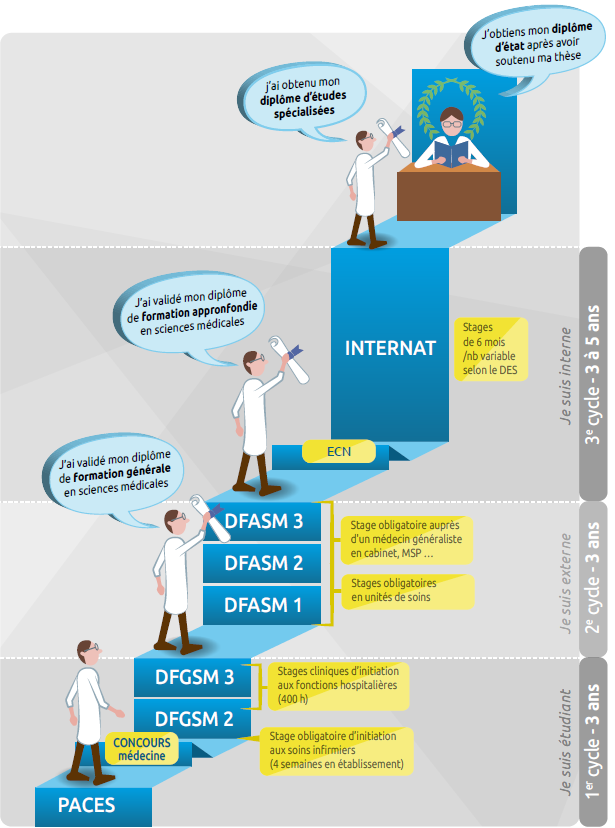 J'obtiens mon diplôme
d'état après avoir
soutenu ma thèse
j'ai obtenu mon
diplôme d'études
spécialisées
J'ai validé mon diplôme
de formation appronfondie
en sciences médicales
INTERNAT
Stages
de 6 mois
/nb variable
selon le DES
Je suis interne
3e cycle - 3 à 5 ans
ECN
J'ai validé mon diplôme
de formation générale
en sciences médicales
DFASM 3
DFASM 2
DFASM 1
Stage obligatoire auprès
d'un médecin généraliste
en cabinet, MSP ...
Stages obligatoires
en unités de soins
Je suis externe
2e cycle - 3 ans
DFGSM 3
DFGSM 2
Stages cliniques d'initiation
aux fonctions hospitalières
(400 h)
Stage obligatoire d'initiation
aux soins infirmiers
(4 semaines en établissement)
CONCOURS
médecine
PACES
Je suis étudiant
1er cycle - 3 ans